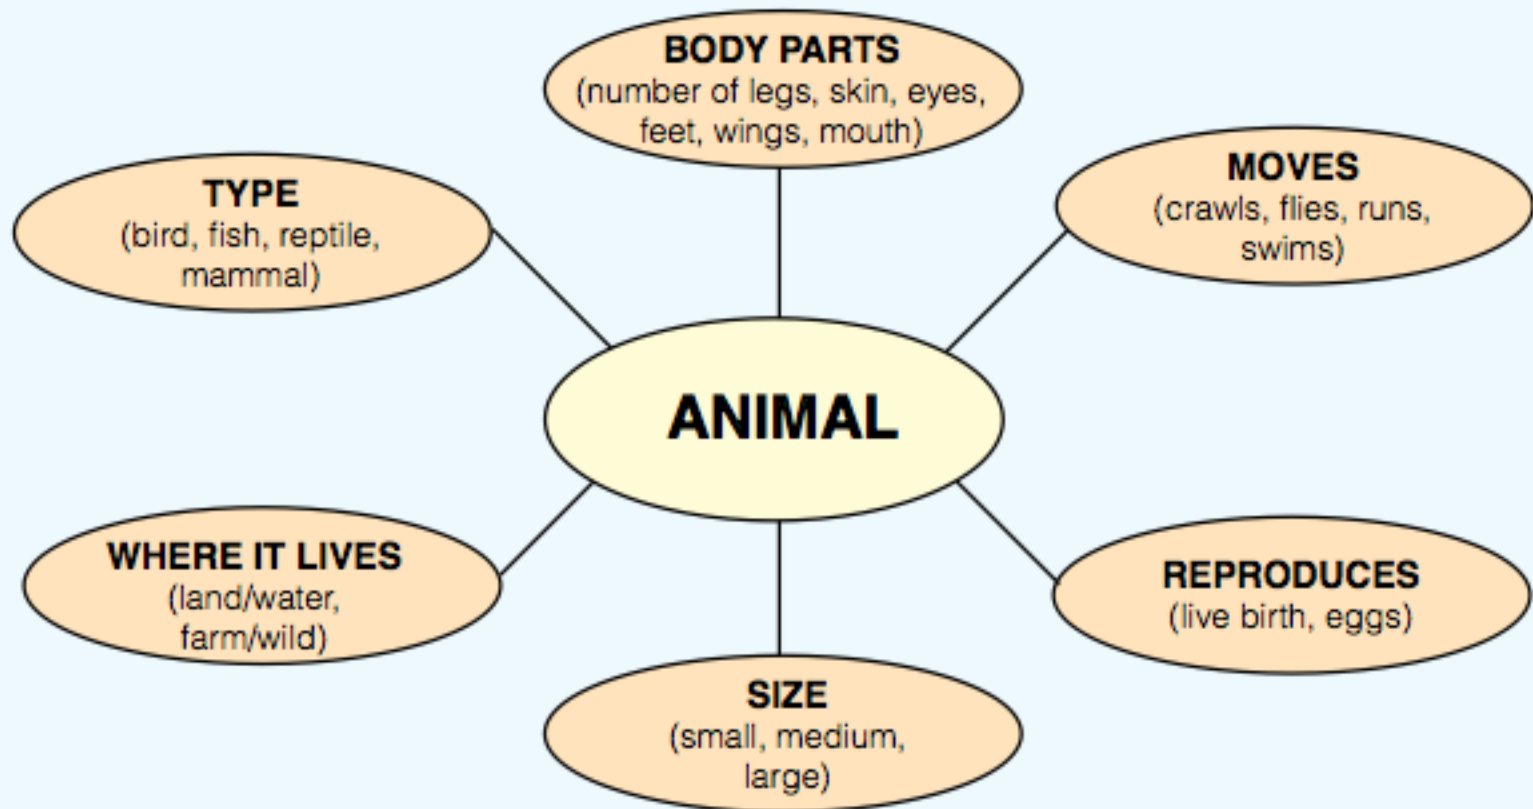 BODY PARTS
(number of legs, skin, eyes,
feet, wings, mouth)
TYPE
(bird, fish, reptile,
mammal)
MOVES
(crawls, flies, runs,
swims)
ANIMAL
WHERE IT LIVES
(land/water,
farm/wild)
REPRODUCES
(live birth, eggs)
SIZE
(small, medium,
large)